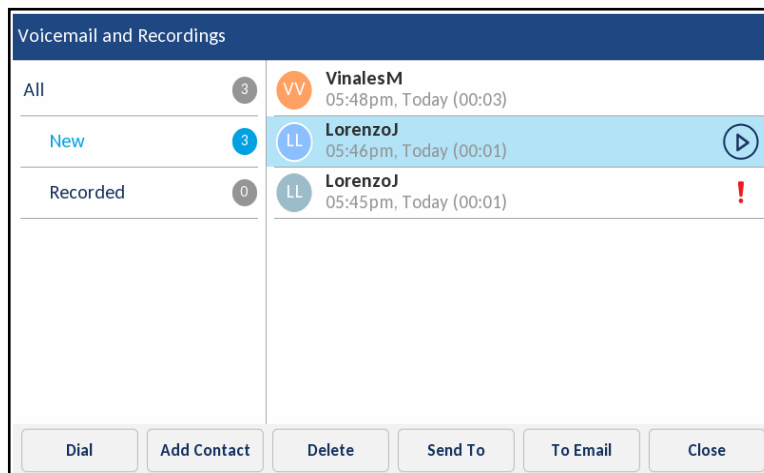 Voicemail and Recordings
All 3
New 3
Recorded 0
VV VinalesM
05:48pm, Today (00:03)
LL LorenzoJ
05:46pm, Today (00:01)
LL LorenzoJ
05:45pm, Today (00:01) !
Dial Add Contact Delete Send To To Email Close